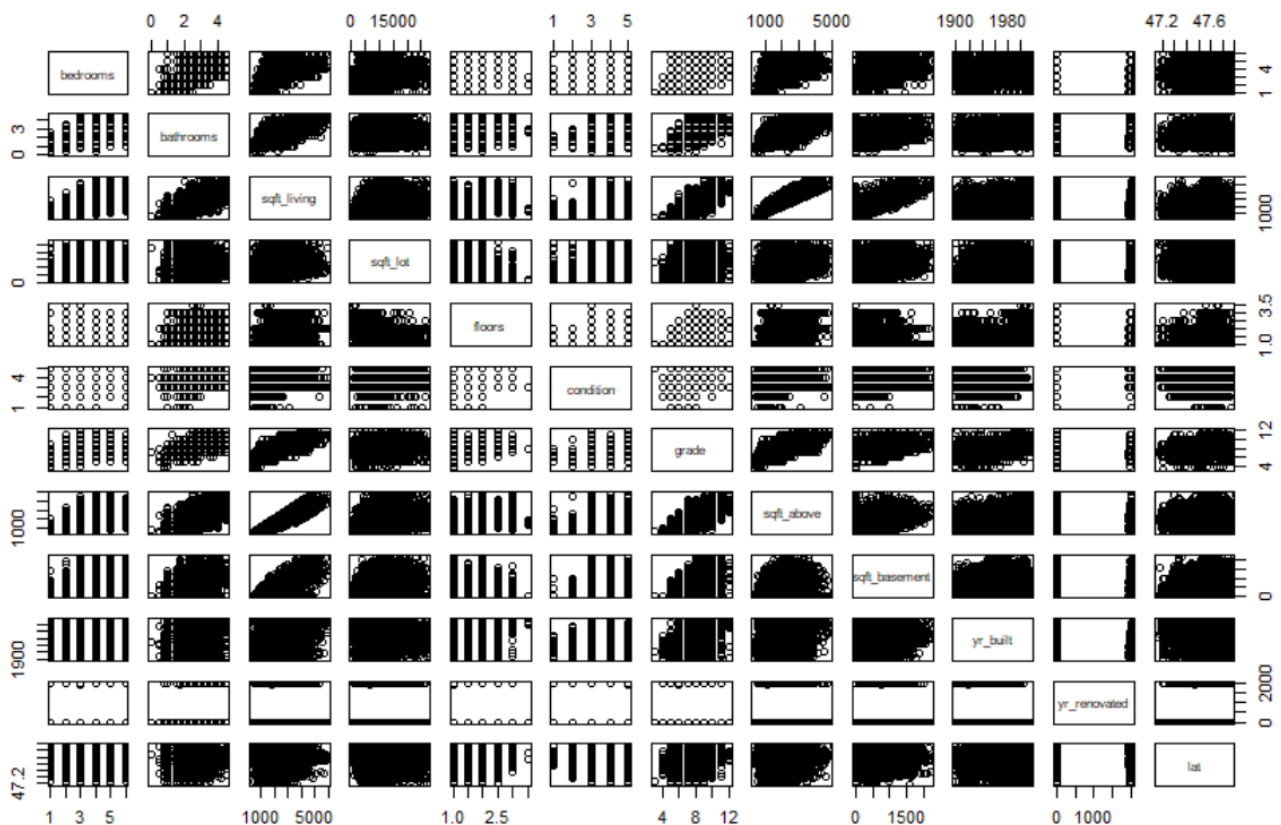 0 2 4 0 15000 1 3 5 1000 5000 1900 1980 47.2 47.6
bedrooms 1 4
0 3 bathrooms
sqft_living 1000
0 sqft_lot
floors 1.0 3.5
1 4 condition
grade 4 12
1000 sqft_above
sqft_basement 0
1900 yr_built
yr_renovated 0 2000
47.2 lat
1 3 5 1000 5000 1.0 2.5 4 8 12 0 1500 0 1000